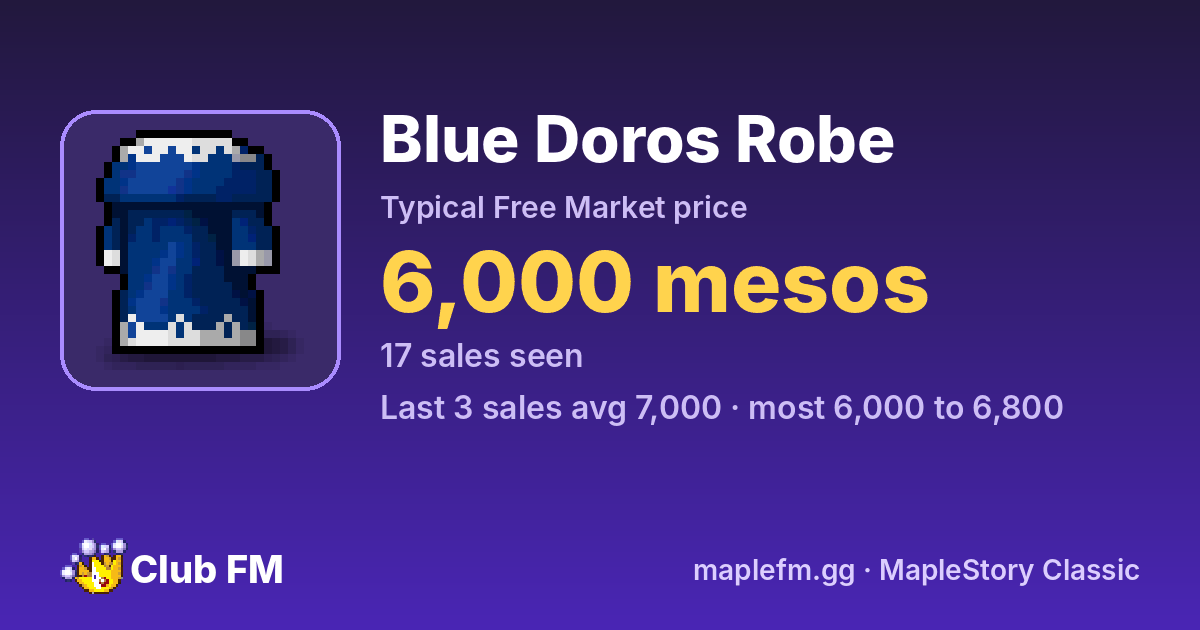 Blue Doros Robe
Typical Free Market price
6,000 mesos
17 sales seen
Last 3 sales avg 7,000 · most 6,000 to 6,800
Club FM
maplefm.gg · MapleStory Classic